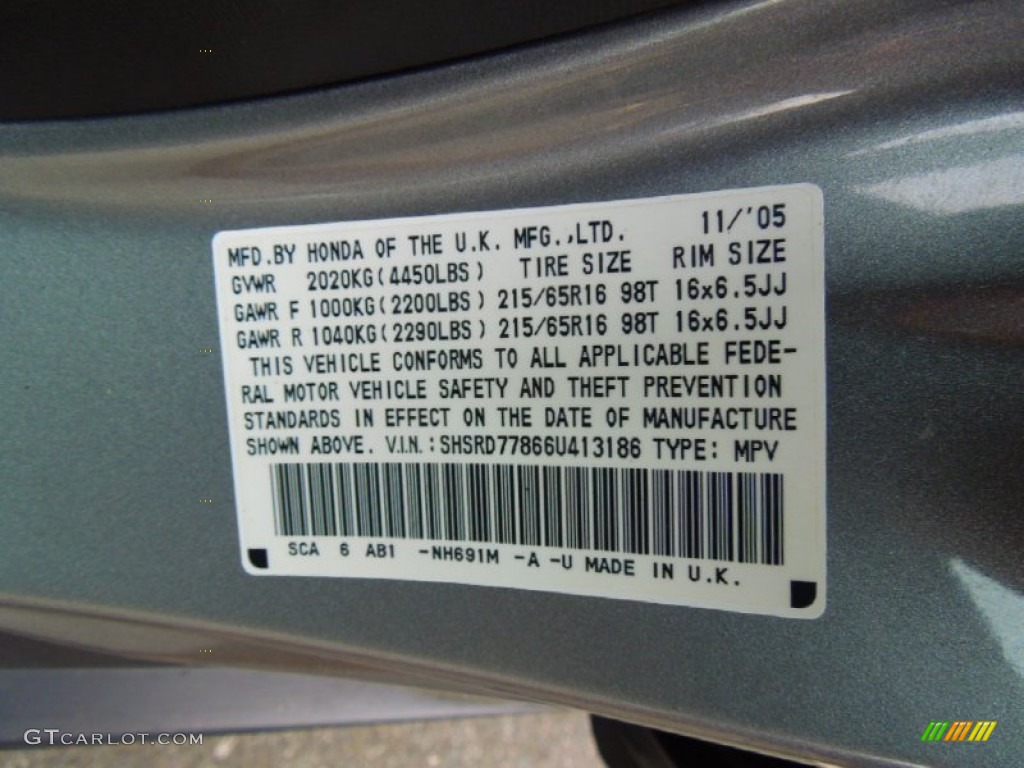 MFD.BY HONDA OF THE U.K. MFG.,LTD. 11/'05
GVWR 2020KG(4450LBS) TIRE SIZE RIM SIZE
GAWR F 1000KG(2200LBS) 215/65R16 98T 16x6.5JJ
GAWR R 1040KG(2290LBS) 215/65R16 98T 16x6.5JJ
THIS VEHICLE CONFORMS TO ALL APPLICABLE FEDE-
RAL MOTOR VEHICLE SAFETY AND THEFT PREVENTION
STANDARDS IN EFFECT ON THE DATE OF MANUFACTURE
SHOWN ABOVE. V.I.N.:SHSRD77866U413186 TYPE: MPV
SCA 6 AB1 -NH691M -A -U MADE IN U.K.
GTCARLOT.COM